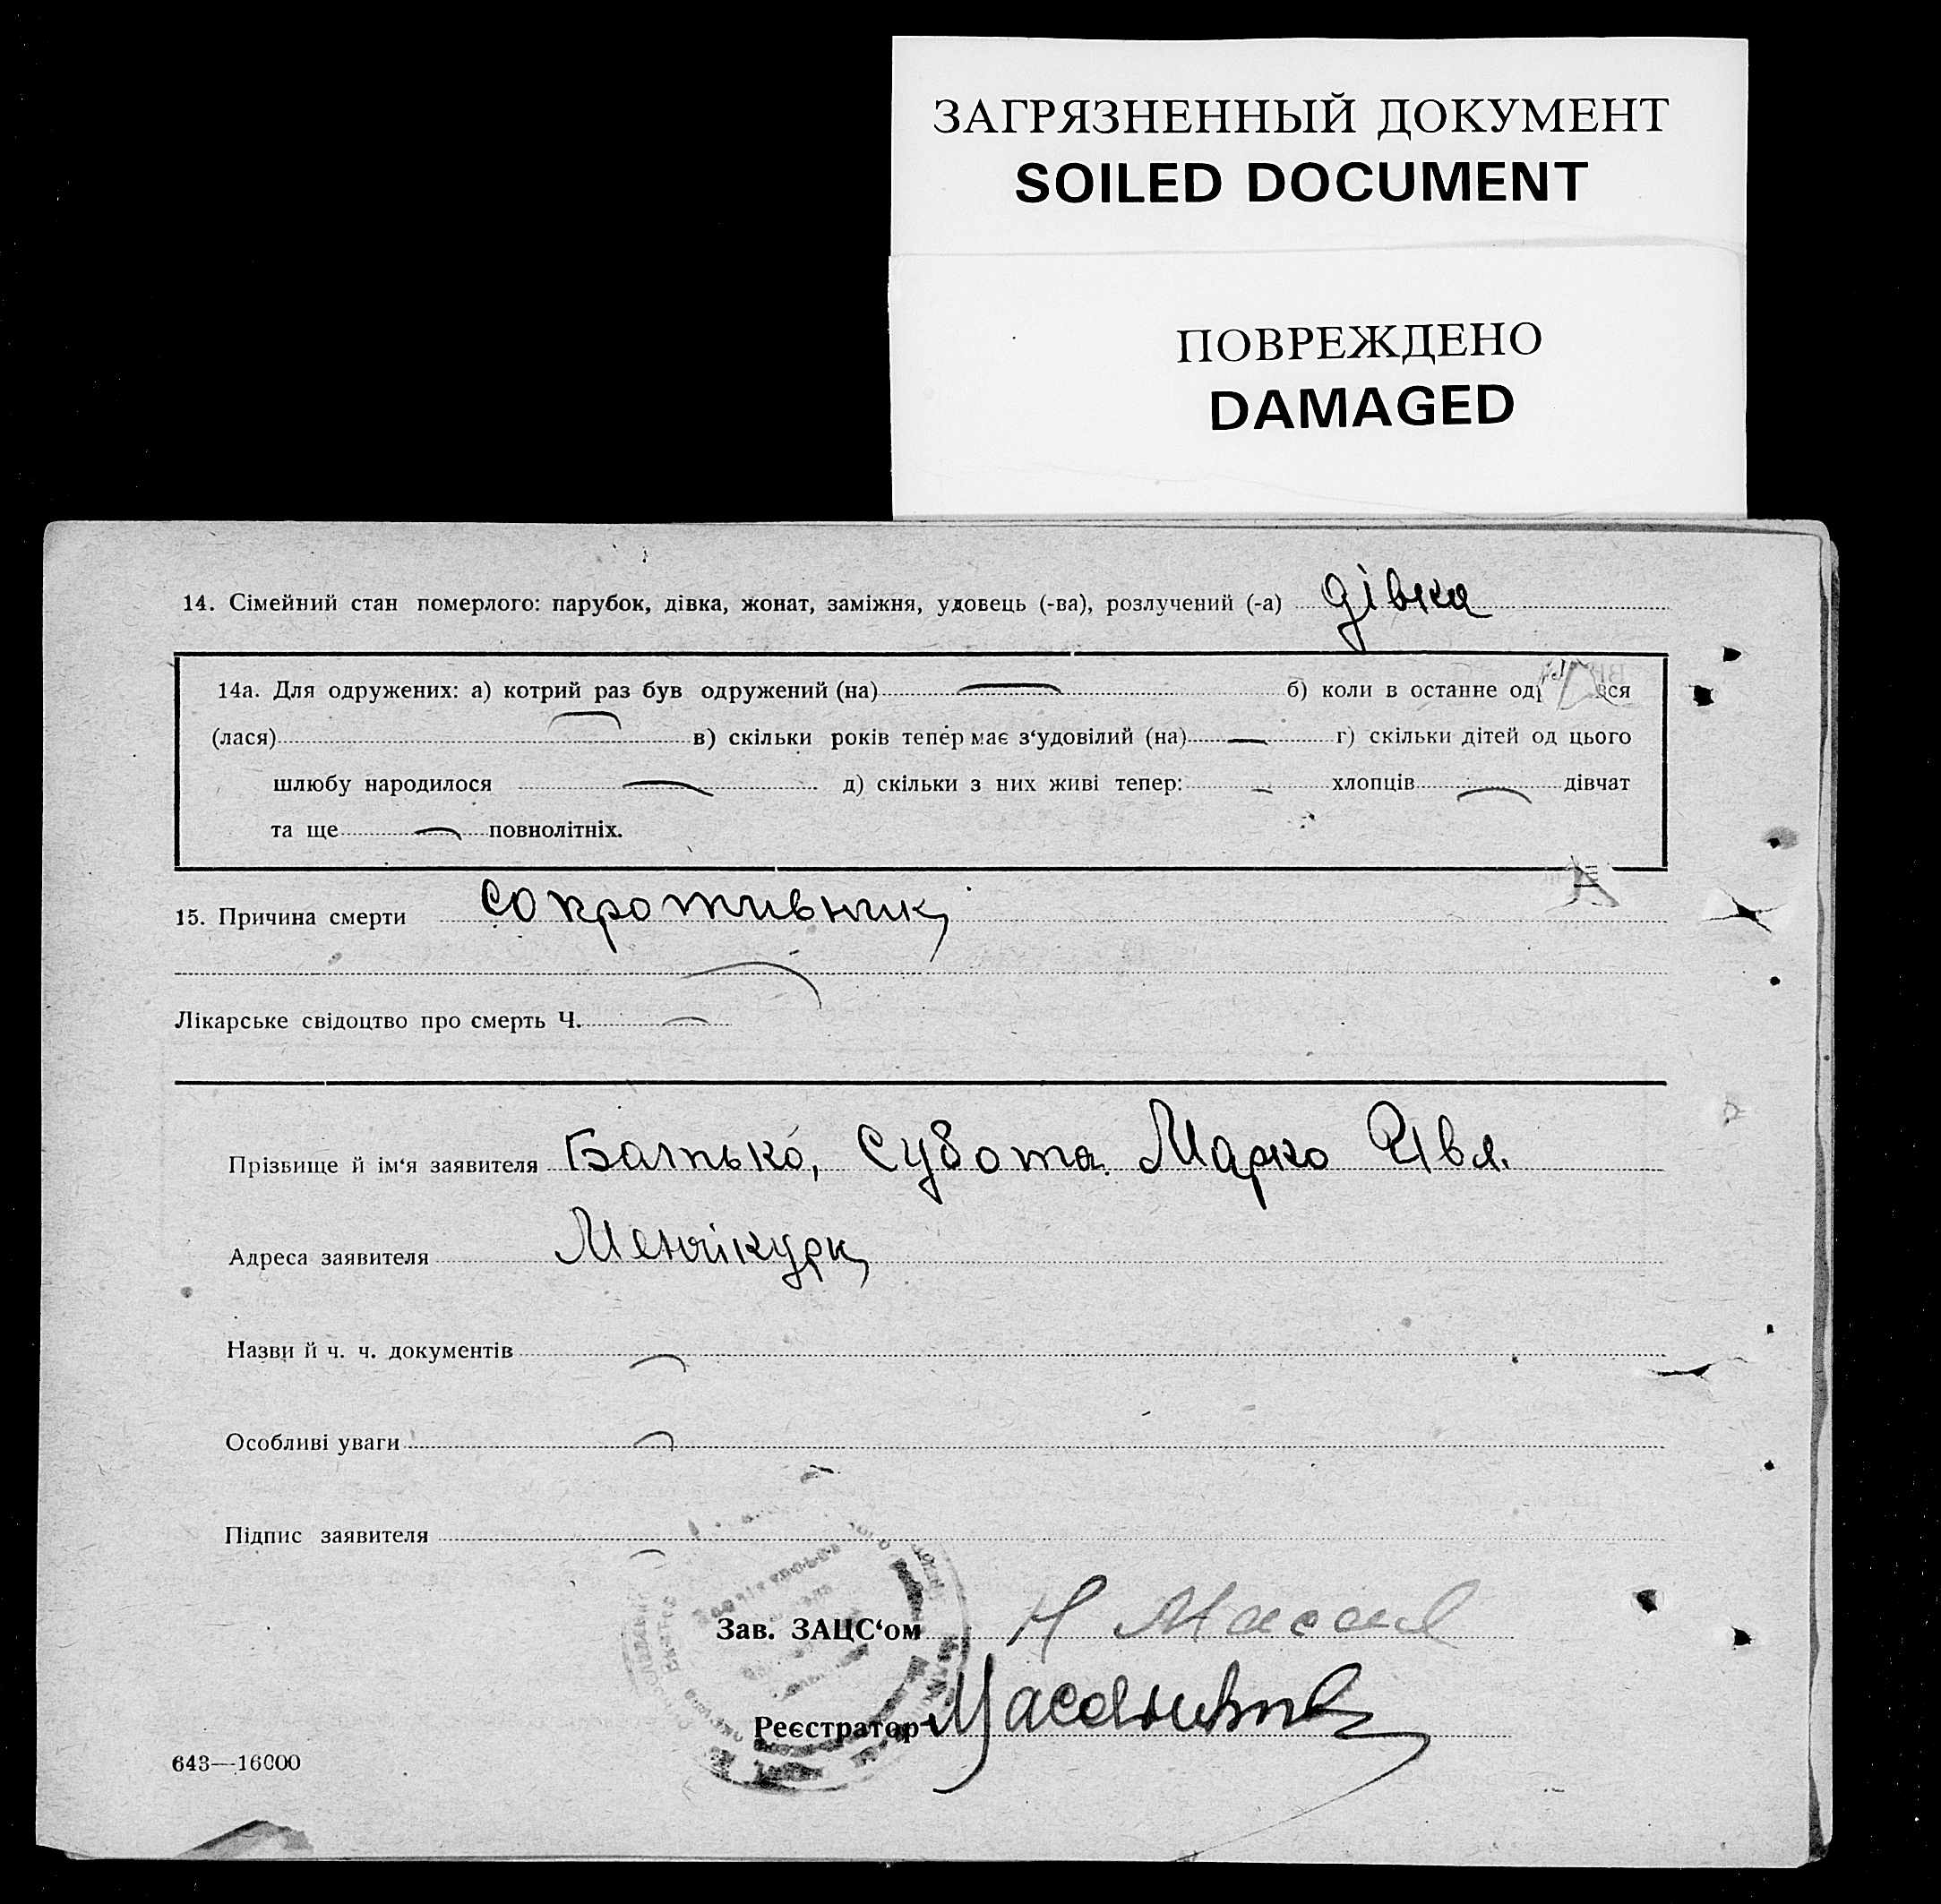 ЗАГРЯЗНЕННЫЙ ДОКУМЕНТ
SOILED DOCUMENT
ПОВРЕЖДЕНО
DAMAGED
14. Сімейний стан померлого: парубок, дівка, жонат, заміжня, удовець (-ва), розлучений (-а) дівка
14а. Для одружених: а) котрий раз був одружений (на) б) коли в останне
(лася) в) скільки років тепер має з‘удовілий (на) г) скільки дітей од цього
шлюбу народилося д) скільки з них живі тепер: хлопців дівчат
та ще повнолітніх.
15. Причина смерти
Лікарське свідоцтво про смерть Ч.
Прізвище й ім‘я заявителя Батько, Субота Марко
Адреса заявителя Менчікури
Назви й ч. ч. документів
Особливі уваги
Підпис заявителя
Зав. ЗАЦС‘ом
Реєстратор
643—16000